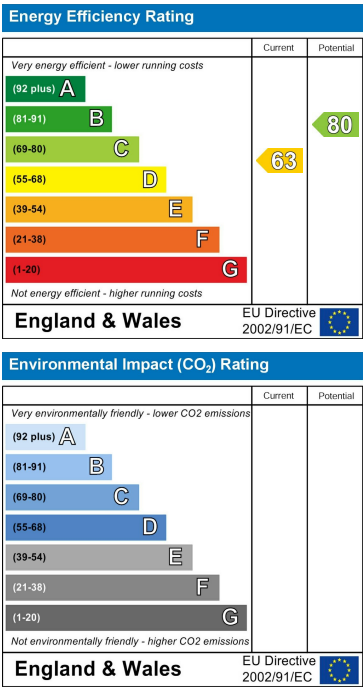 Energy Efficiency Rating
Current Potential
Very energy efficient - lower running costs
(92 plus) A
(81-91) B
(69-80) C
(55-68) D
(39-54) E
(21-38) F
(1-20) G
63
80
Not energy efficient - higher running costs
England & Wales
EU Directive
2002/91/EC
Environmental Impact (CO₂) Rating
Current Potential
Very environmentally friendly - lower CO2 emissions
(92 plus) A
(81-91) B
(69-80) C
(55-68) D
(39-54) E
(21-38) F
(1-20) G
Not environmentally friendly - higher CO2 emissions
England & Wales
EU Directive
2002/91/EC